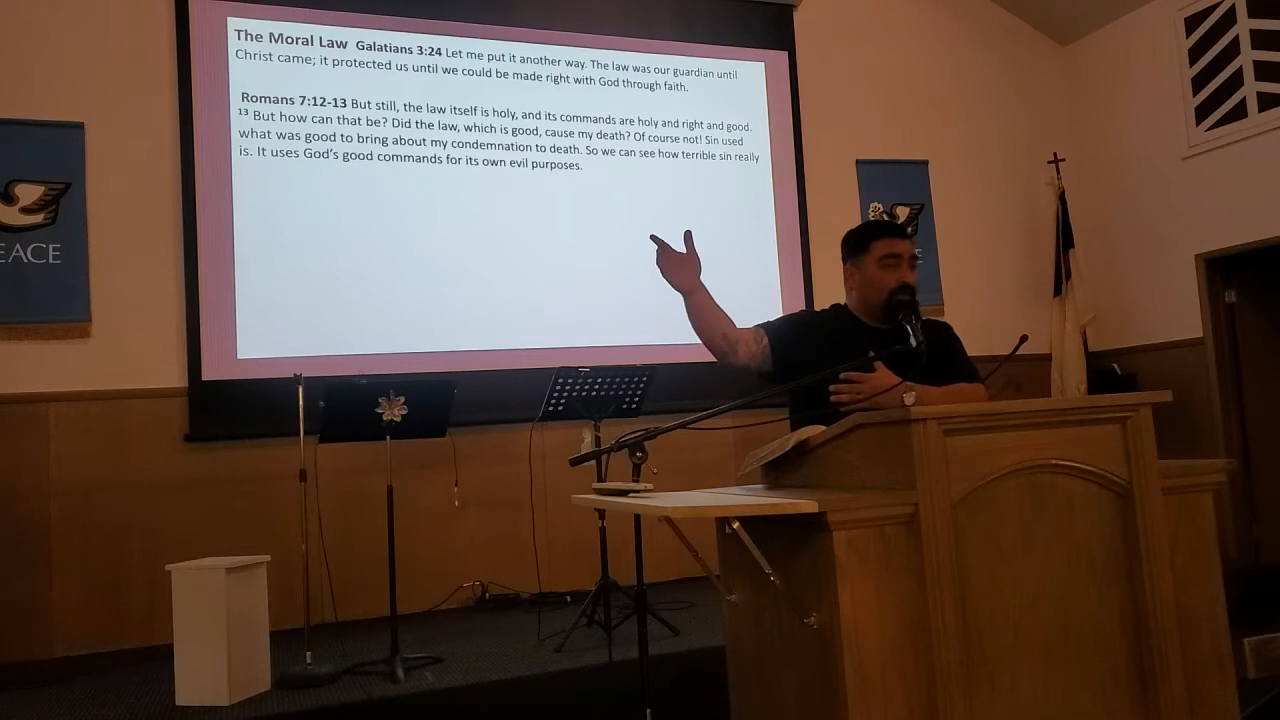 The Moral Law Galatians 3:24 Let me put it another way. The law was our guardian until
Christ came; it protected us until we could be made right with God through faith.
Romans 7:12-13 But still, the law itself is holy, and its commands are holy and right and good.
13 But how can that be? Did the law, which is good, cause my death? Of course not! Sin used
what was good to bring about my condemnation to death. So we can see how terrible sin really
is. It uses God's good commands for its own evil purposes.
EACE
E